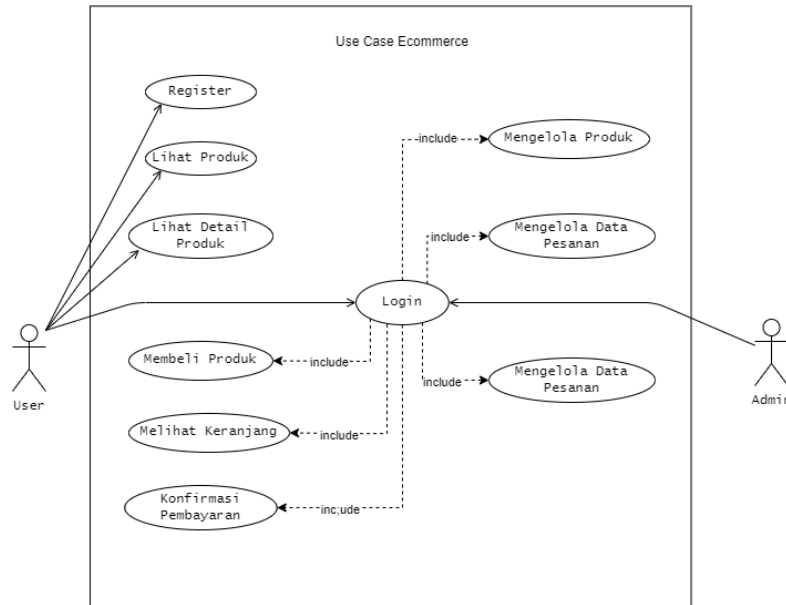 Use Case Ecommerce
Register
include
Mengelola Produk
Lihat Produk
Lihat Detail
Produk
include
Mengelola Data
Pesanan
Login
User
Admin
Membeli Produk
include
include
Mengelola Data
Pesanan
Melihat Keranjang
include
Konfirmasi
Pembayaran
inc;ude